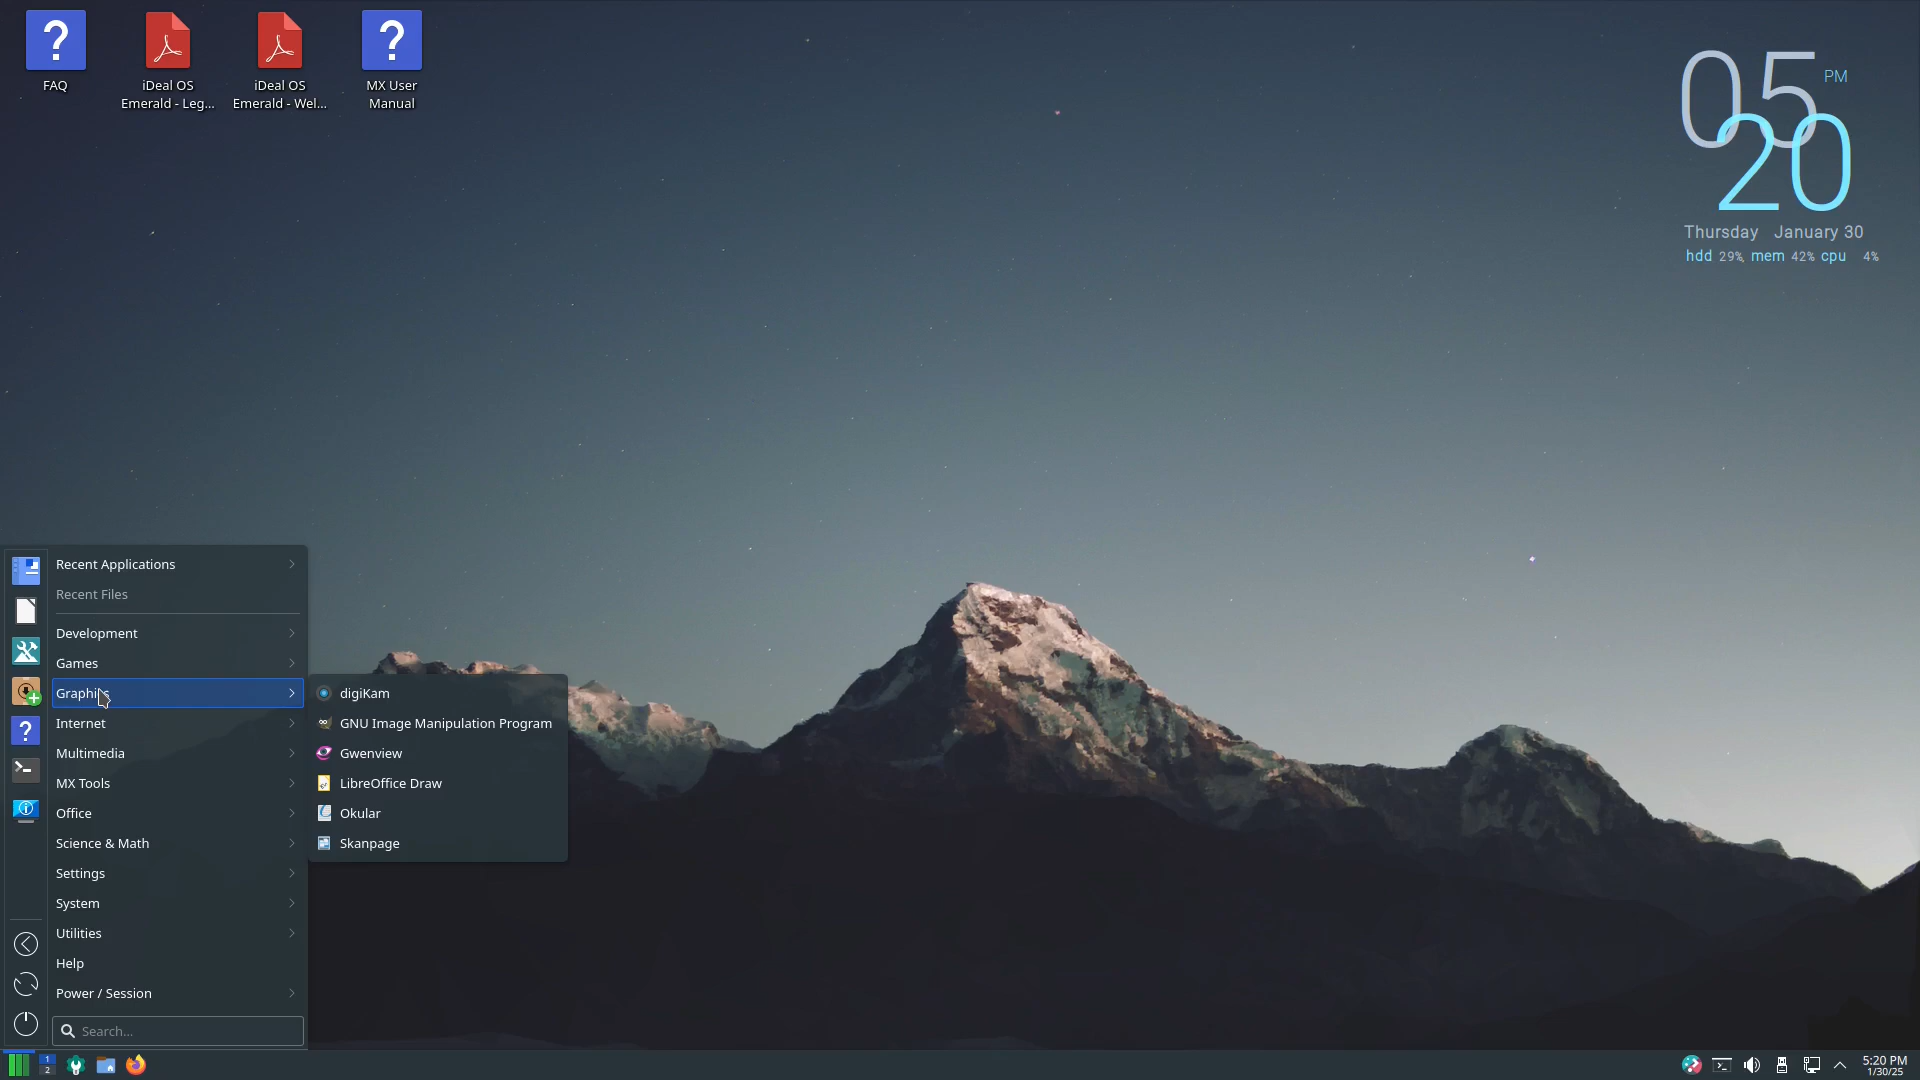 FAQ
iDeal OS
Emerald - Leg...
iDeal OS
Emerald - Wel...
MX User
Manual
05 PM
20
Thursday January 30
hdd 29% mem 42% cpu 4%
Recent Applications
Recent Files
Development
Games
Graphics
Internet
Multimedia
MX Tools
Office
Science & Math
Settings
System
Utilities
Help
Power / Session
Search...
digiKam
GNU Image Manipulation Program
Gwenview
LibreOffice Draw
Okular
Skanpage
1
2
5:20 PM
1/30/25